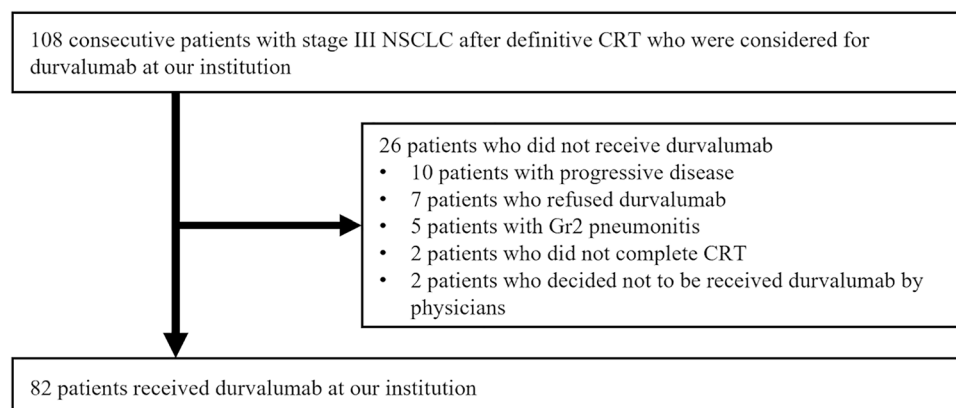 108 consecutive patients with stage III NSCLC after definitive CRT who were considered for
durvalumab at our institution
26 patients who did not receive durvalumab
• 10 patients with progressive disease
• 7 patients who refused durvalumab
• 5 patients with Gr2 pneumonitis
• 2 patients who did not complete CRT
• 2 patients who decided not to be received durvalumab by
physicians
82 patients received durvalumab at our institution